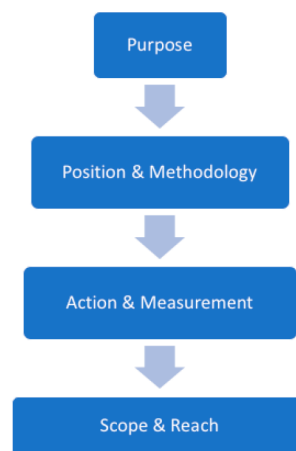 Purpose
Position & Methodology
Action & Measurement
Scope & Reach